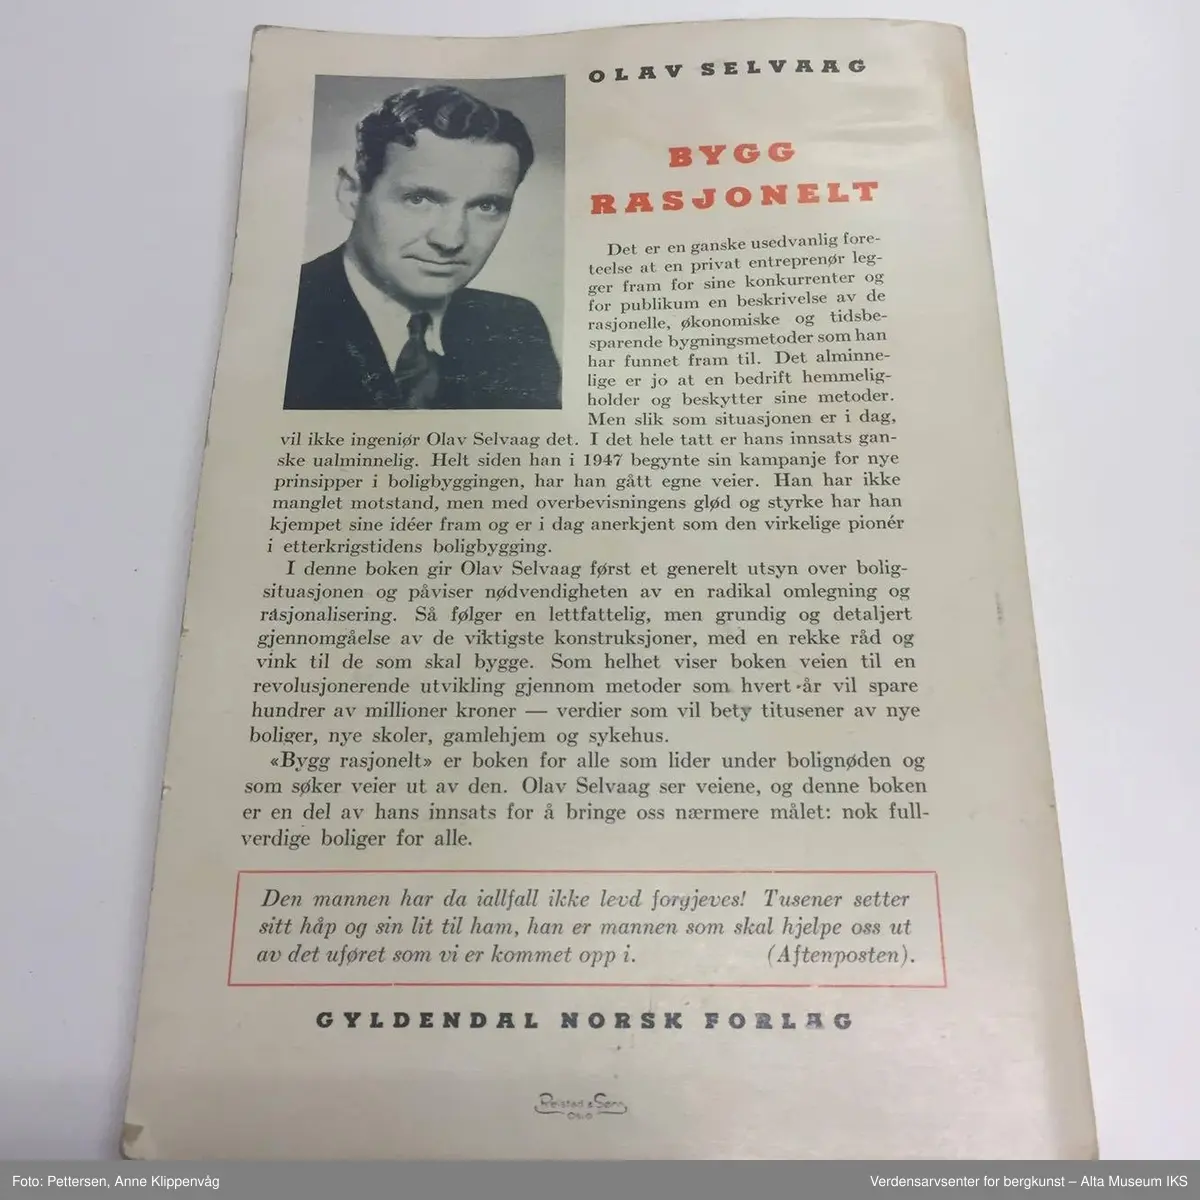 OLAV SELVAAG
BYGG
RASJONELT
Det er en ganske usedvanlig fore-
teelse at en privat entreprenør leg-
ger fram for sine konkurrenter og
for publikum en beskrivelse av de
rasjonelle, økonomiske og tidsbe-
sparende bygningsmetoder som han
har funnet fram til. Det alminne-
lige er jo at en bedrift hemmelig-
holder og beskytter sine metoder.
Men slik som situasjonen er i dag,
vil ikke ingeniør Olav Selvaag det. I det hele tatt er hans innsats gan-
ske ualminnelig. Helt siden han i 1947 begynte sin kampanje for nye
prinsipper i boligbyggingen, har han gått egne veier. Han har ikke
manglet motstand, men med overbevisningens glød og styrke har han
kjempet sine idéer fram og er i dag anerkjent som den virkelige pionér
i etterkrigstidens boligbygging.
I denne boken gir Olav Selvaag først et generelt utsyn over bolig-
situasjonen og påviser nødvendigheten av en radikal omlegning og
rasjonalisering. Så følger en lettfattelig, men grundig og detaljert
gjennomgåelse av de viktigste konstruksjoner, med en rekke råd og
vink til de som skal bygge. Som helhet viser boken veien til en
revolusjonerende utvikling gjennom metoder som hvert år vil spare
hundrer av millioner kroner — verdier som vil bety titusener av nye
boliger, nye skoler, gamlehjem og sykehus.
«Bygg rasjonelt» er boken for alle som lider under bolignøden og
som søker veier ut av den. Olav Selvaag ser veiene, og denne boken
er en del av hans innsats for å bringe oss nærmere målet: nok full-
verdige boliger for alle.
Den mannen har da iallfall ikke levd forgjeves! Tusener setter
sitt håp og sin lit til ham, han er mannen som skal hjelpe oss ut
av det uføret som vi er kommet opp i. (Aftenposten).
GYLDENDAL NORSK FORLAG
& Sønn
Oslo
Foto: Pettersen, Anne Klippenvåg
Verdensarvsenter for bergkunst – Alta Museum IKS